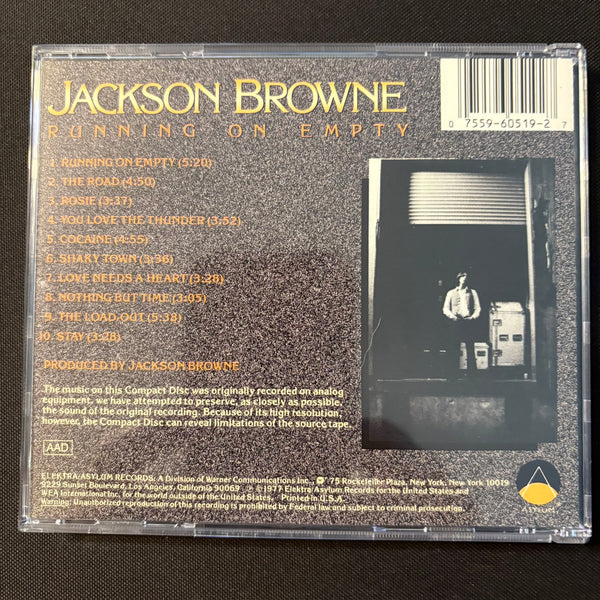 JACKSON BROWNE
RUNNING ON EMPTY
0 7559-60519-2 7
1. RUNNING ON EMPTY (5:20)
2. THE ROAD (4:50)
3. ROSIE (3:37)
4. YOU LOVE THE THUNDER (3:52)
5. COCAINE (4:55)
6. SHAKY TOWN (3:36)
7. LOVE NEEDS A HEART (3:28)
8. NOTHING BUT TIME (3:05)
9. THE LOAD-OUT (5:38)
10. STAY (3:28)
PRODUCED BY JACKSON BROWNE
The music on this Compact Disc was originally recorded on analog
equipment, we have attempted to preserve, as closely as possible,
the sound of the original recording. Because of its high resolution,
however, the Compact Disc can reveal limitations of the source tape.
AAD
ELEKTRA/ASYLUM RECORDS: A Division of Warner Communications Inc., 75 Rockefeller Plaza, New York, New York 10019
9229 Sunset Boulevard, Los Angeles, California 90069 ℗ © 1977 Elektra/Asylum Records for the United States and
WEA International Inc. for the world outside of the United States. Printed in U.S.A.
Warning: Unauthorized reproduction of this recording is prohibited by Federal law and subject to criminal prosecution.